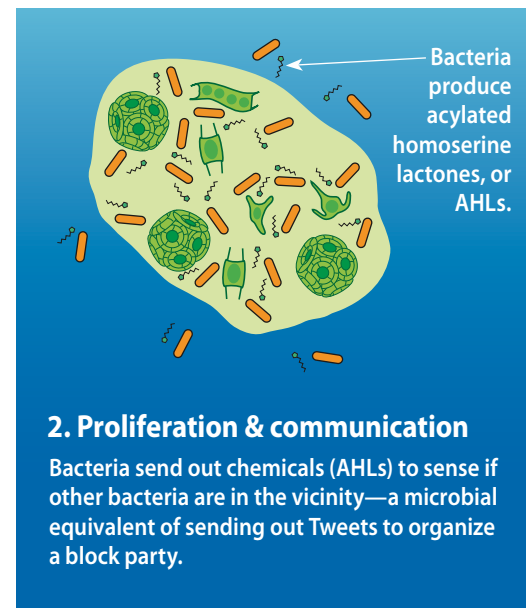 Bacteria
produce
acylated
homoserine
lactones, or
AHLs.
2. Proliferation & communication
Bacteria send out chemicals (AHLs) to sense if
other bacteria are in the vicinity—a microbial
equivalent of sending out Tweets to organize
a block party.